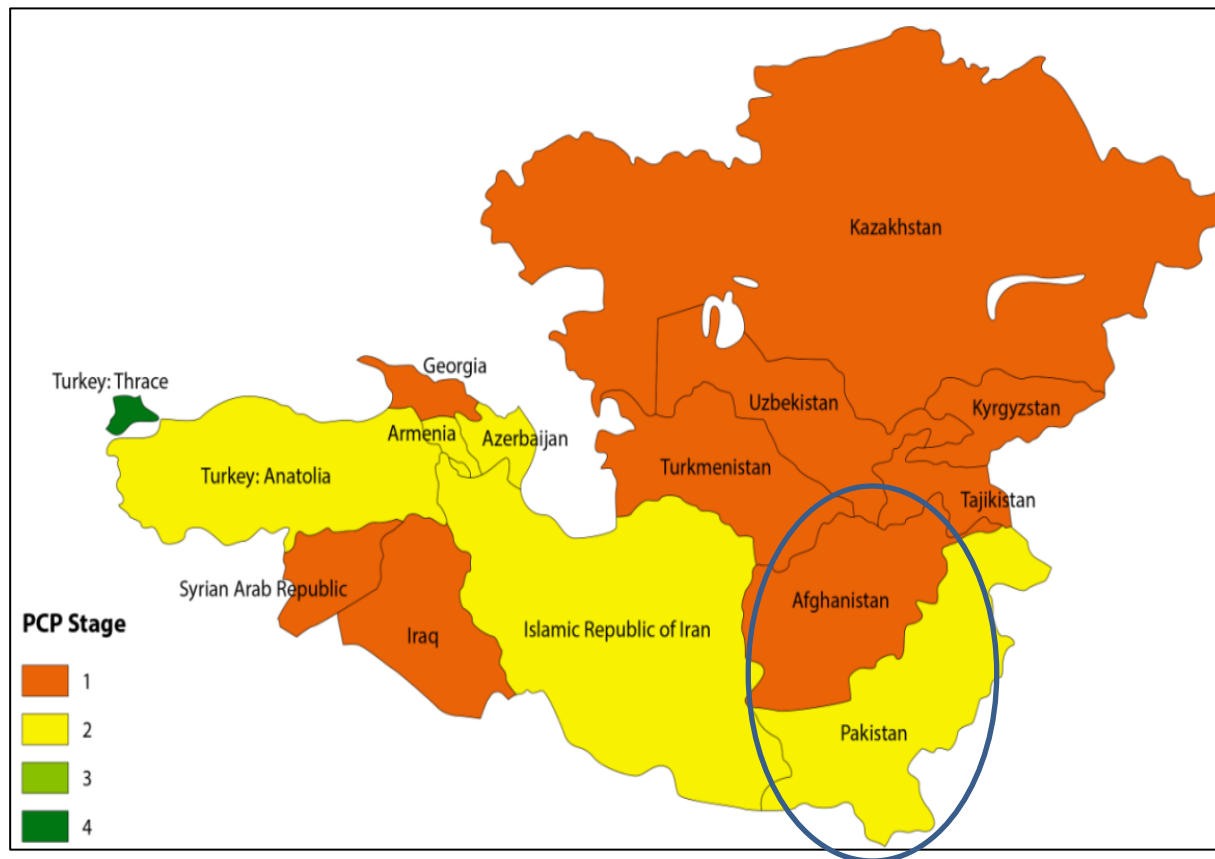 Kazakhstan
Georgia
Turkey: Thrace
Uzbekistan
Kyrgyzstan
Armenia
Azerbaijan
Turkmenistan
Turkey: Anatolia
Tajikistan
Syrian Arab Republic
Afghanistan
PCP Stage
Islamic Republic of Iran
Iraq
1
2
Pakistan
3
4